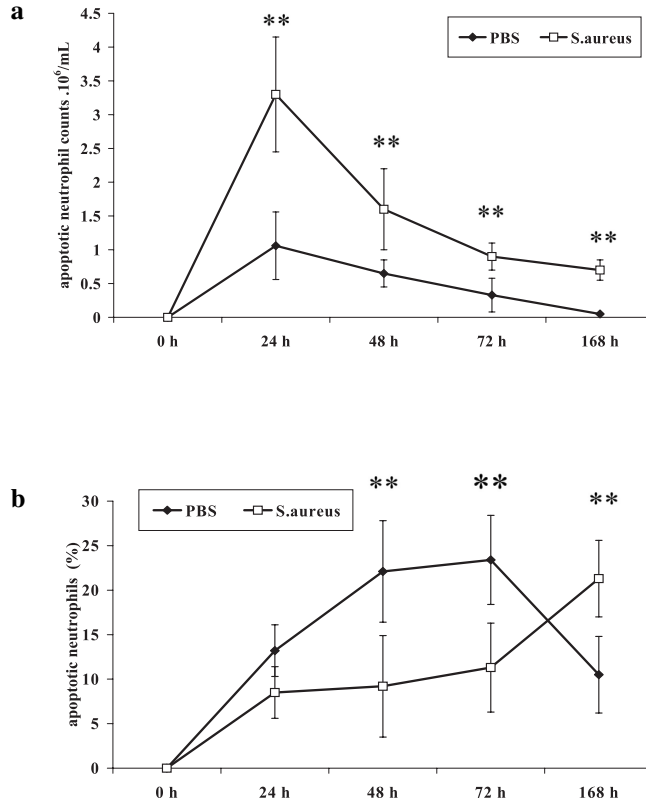 a
apoptotic neutrophil counts .10⁶/mL
4.5
4
3.5
3
2.5
2
1.5
1
0.5
0
PBS S.aureus
**
**
**
**
0 h 24 h 48 h 72 h 168 h
b
apoptotic neutrophils (%)
30
25
20
15
10
5
0
PBS S.aureus
** ** **
0 h 24 h 48 h 72 h 168 h